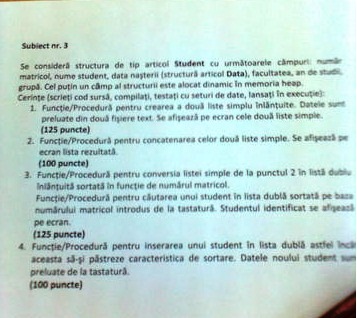 Subiect nr. 3
Se consideră structura de tip articol Student cu următoarele câmpuri: număr
matricol, nume student, data nașterii (structură articol Data), facultatea, an de studii,
grupă. Cel puțin un câmp al structurii este alocat dinamic în memoria heap.
Cerințe (scrieți cod sursă, compilați, testați cu seturi de date, lansați în execuție):
1. Funcție/Procedură pentru crearea a două liste simplu înlănțuite. Datele sunt
preluate din două fișiere text. Se afișează pe ecran cele două liste simple.
(125 puncte)
2. Funcție/Procedură pentru concatenarea celor două liste simple. Se afișează pe
ecran lista rezultată.
(100 puncte)
3. Funcție/Procedură pentru conversia listei simple de la punctul 2 în listă dublu
înlănțuită sortată în funcție de numărul matricol.
Funcție/Procedură pentru căutarea unui student în lista dublă sortată pe baza
numărului matricol introdus de la tastatură. Studentul identificat se afișează
pe ecran.
(125 puncte)
4. Funcție/Procedură pentru inserarea unui student în lista dublă astfel încât
aceasta să-și păstreze caracteristica de sortare. Datele noului student sunt
preluate de la tastatură.
(100 puncte)